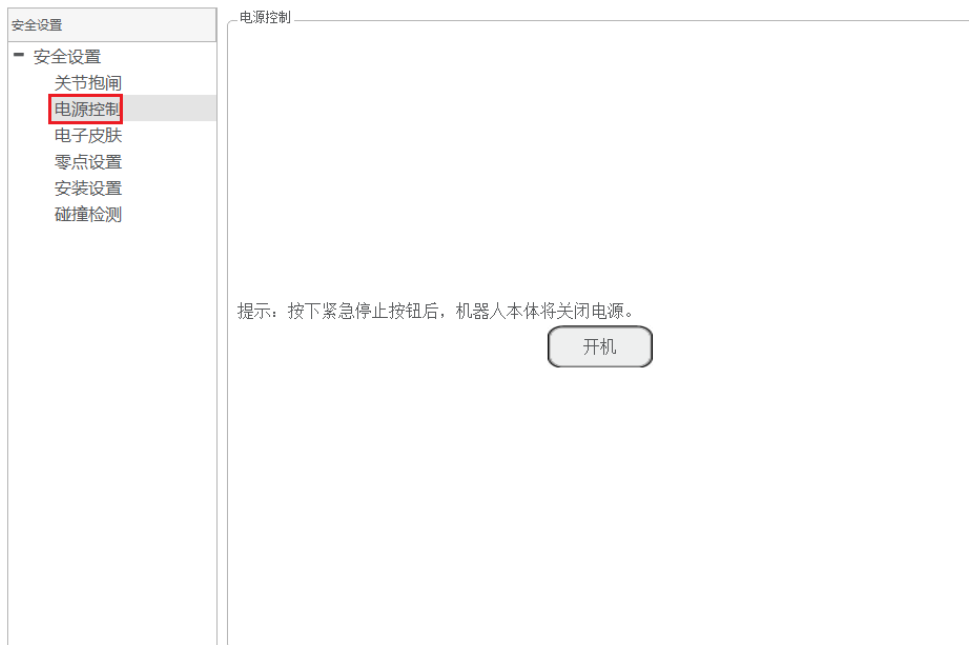 安全设置
安全设置
关节抱闸
电源控制
电子皮肤
零点设置
安装设置
碰撞检测
电源控制
提示：按下紧急停止按钮后，机器人本体将关闭电源。
开机